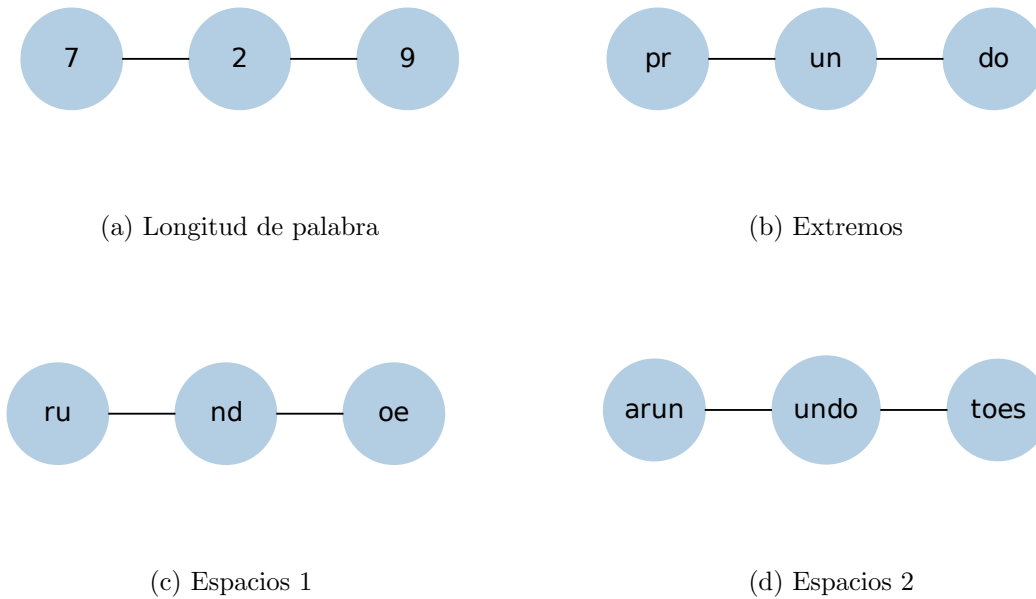 7 2 9
pr un do
(a) Longitud de palabra
(b) Extremos
ru nd oe
arun undo toes
(c) Espacios 1
(d) Espacios 2